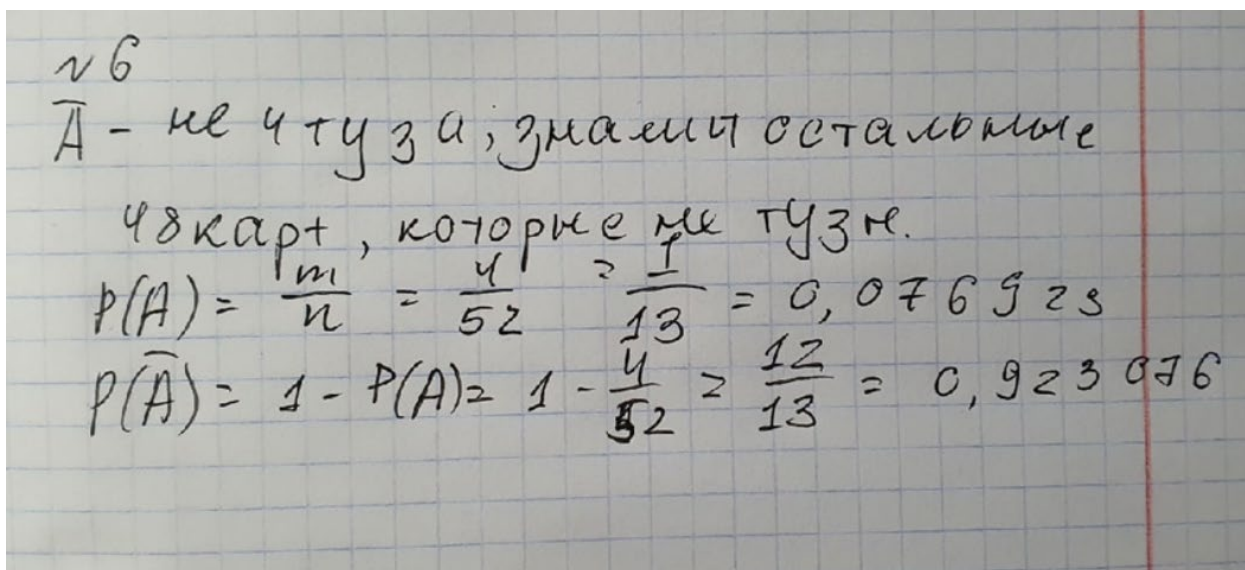 №6
Ā - не 4 туза, знамит остальные
48 карт, которые не тузы.
P(A) = m/n = 4/52 = 1/13 = 0,076923
P(Ā) = 1 - P(A) = 1 - 4/52 = 12/13 = 0,923076